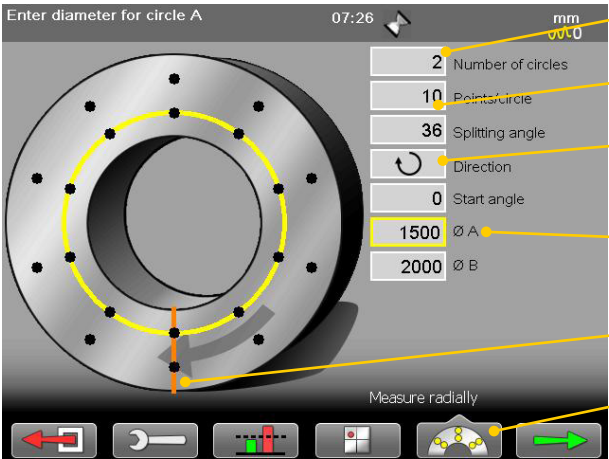 Enter diameter for circle A 07:26 mm
0
2 Number of circles
10 Points/circle
36 Splitting angle
Direction
0 Start angle
1500 Ø A
2000 Ø B
Measure radially